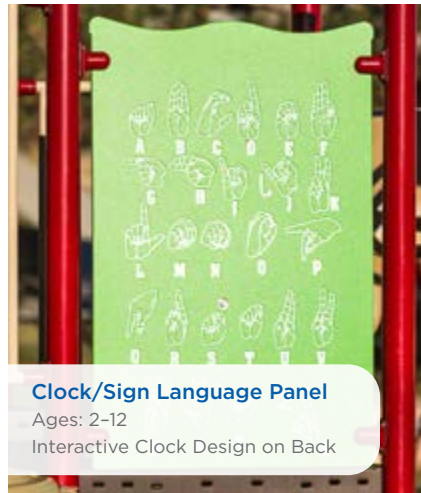 A B C D E F
G H I J K
L M N O P
Q R S T U V
Clock/Sign Language Panel
Ages: 2–12
Interactive Clock Design on Back